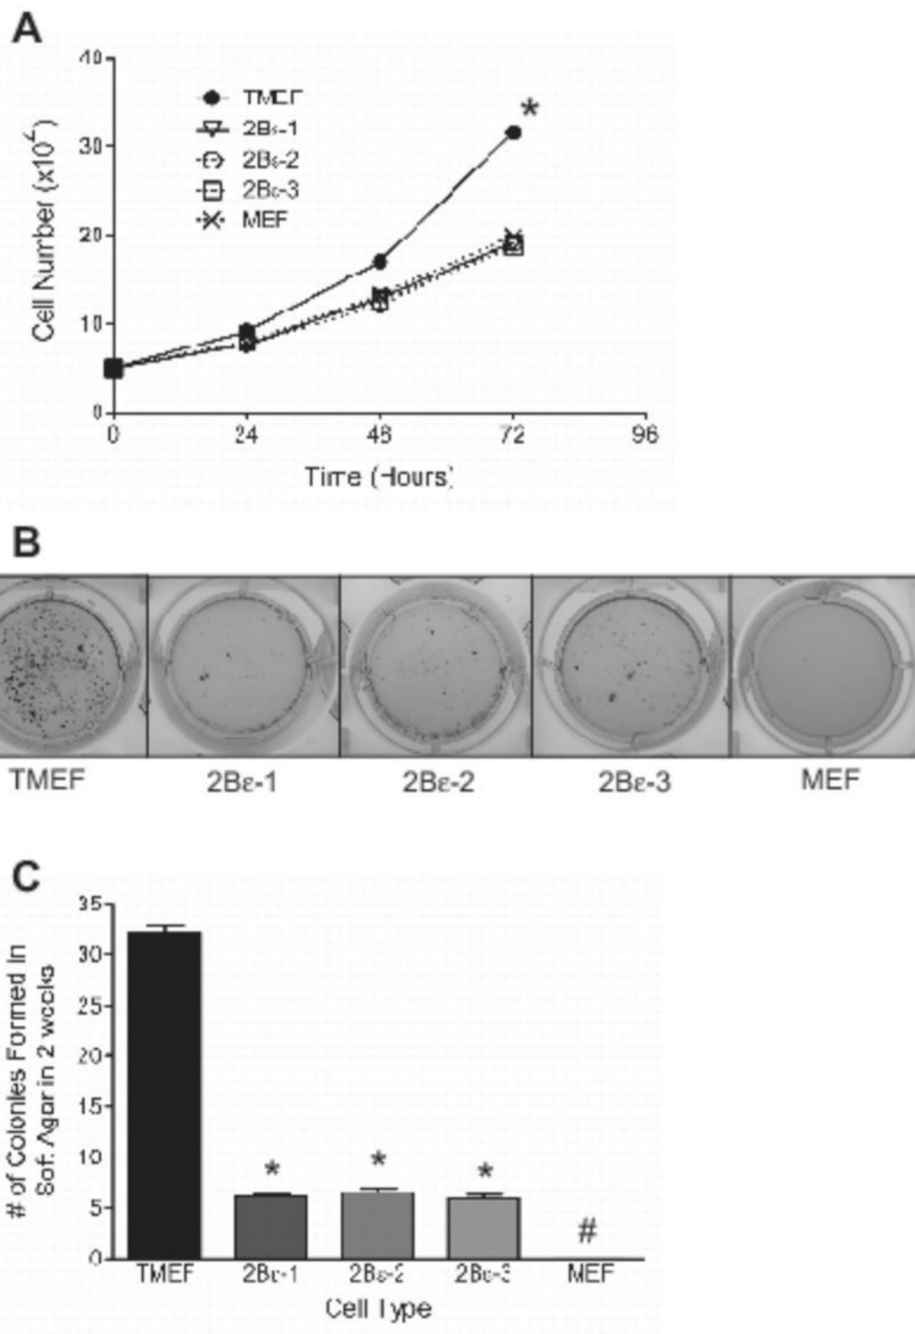 A
40
30
20
10
0
Cell Number (x10
TMEF
2Bε-1
2Bε-2
2Bε-3
MEF
*
0 24 48 72 96
Time (Hours)
B
TMEF 2Bε-1 2Bε-2 2Bε-3 MEF
C
35
30
25
20
15
10
5
0
# of Colonies Formed in
Soft Agar in 2 weeks
* * * #
TMEF 2Bε-1 2Bε-2 2Bε-3 MEF
Cell Type